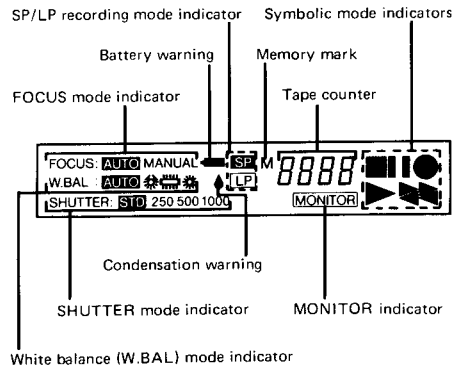 SP/LP recording mode indicator
Symbolic mode indicators
Battery warning
Memory mark
FOCUS mode indicator
Tape counter
FOCUS: AUTO MANUAL SP M 8888
W.BAL : AUTO LP
SHUTTER: STD 250 500 1000 MONITOR
Condensation warning
SHUTTER mode indicator
MONITOR indicator
White balance (W.BAL) mode indicator